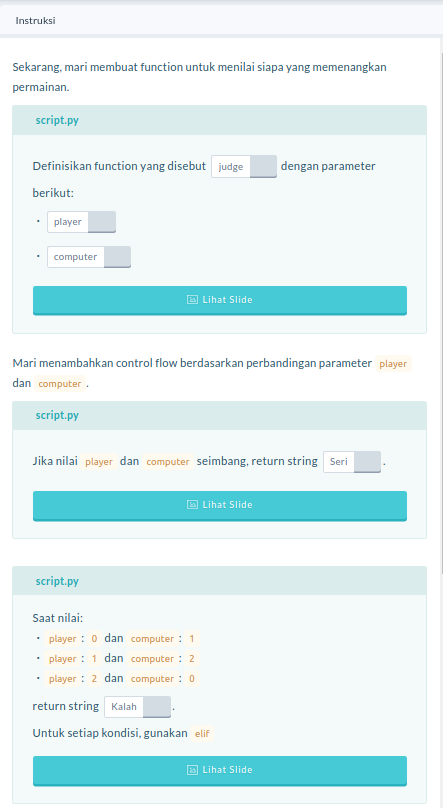 Instruksi
Sekarang, mari membuat function untuk menilai siapa yang memenangkan
permainan.
script.py
Definisikan function yang disebut judge dengan parameter
berikut:
• player
• computer
Lihat Slide
Mari menambahkan control flow berdasarkan perbandingan parameter player
dan computer .
script.py
Jika nilai player dan computer seimbang, return string Seri .
Lihat Slide
script.py
Saat nilai:
• player : 0 dan computer : 1
• player : 1 dan computer : 2
• player : 2 dan computer : 0
return string Kalah .
Untuk setiap kondisi, gunakan elif
Lihat Slide